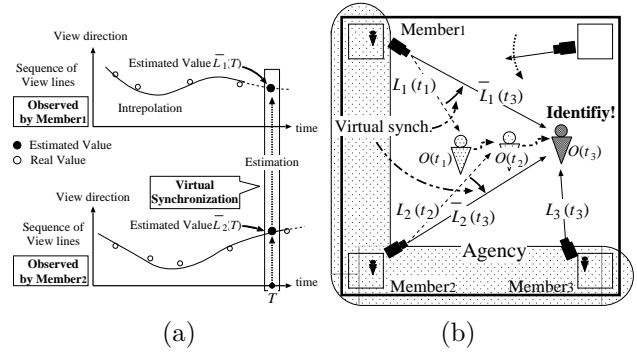 View direction
Sequence of
View lines
Observed
by Member1
Estimated Value L̅1(T)
Intrepolation
time
Estimated Value
Real Value
Estimation
Virtual
Synchronization
View direction
Sequence of
View lines
Observed
by Member2
Estimated Value L̅2(T)
time
T
(a)
Member1
L1(t1)
L̅1(t3)
Identifiy!
Virtual synch.
O(t1)
O(t2)
O(t3)
L2(t2)
L̅2(t3)
L3(t3)
Agency
Member2
Member3
(b)